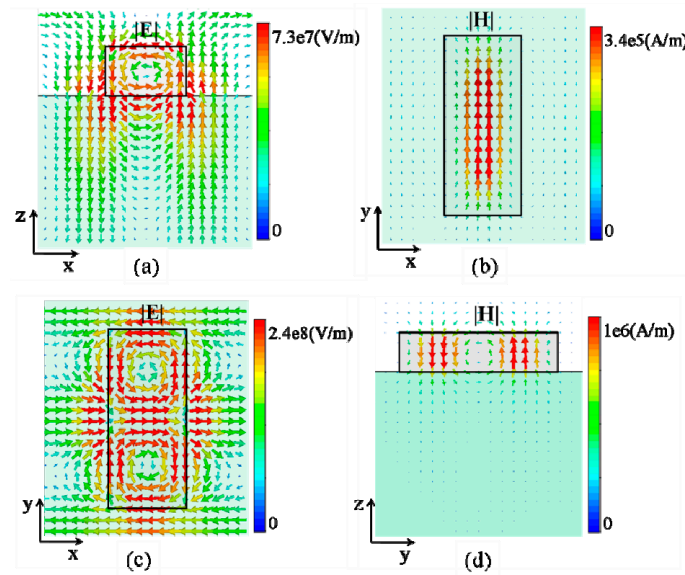 |E|
7.3e7(V/m)
0
z
x
(a)
|H|
3.4e5(A/m)
0
y
x
(b)
|E|
2.4e8(V/m)
0
y
x
(c)
|H|
1e6(A/m)
0
z
y
(d)